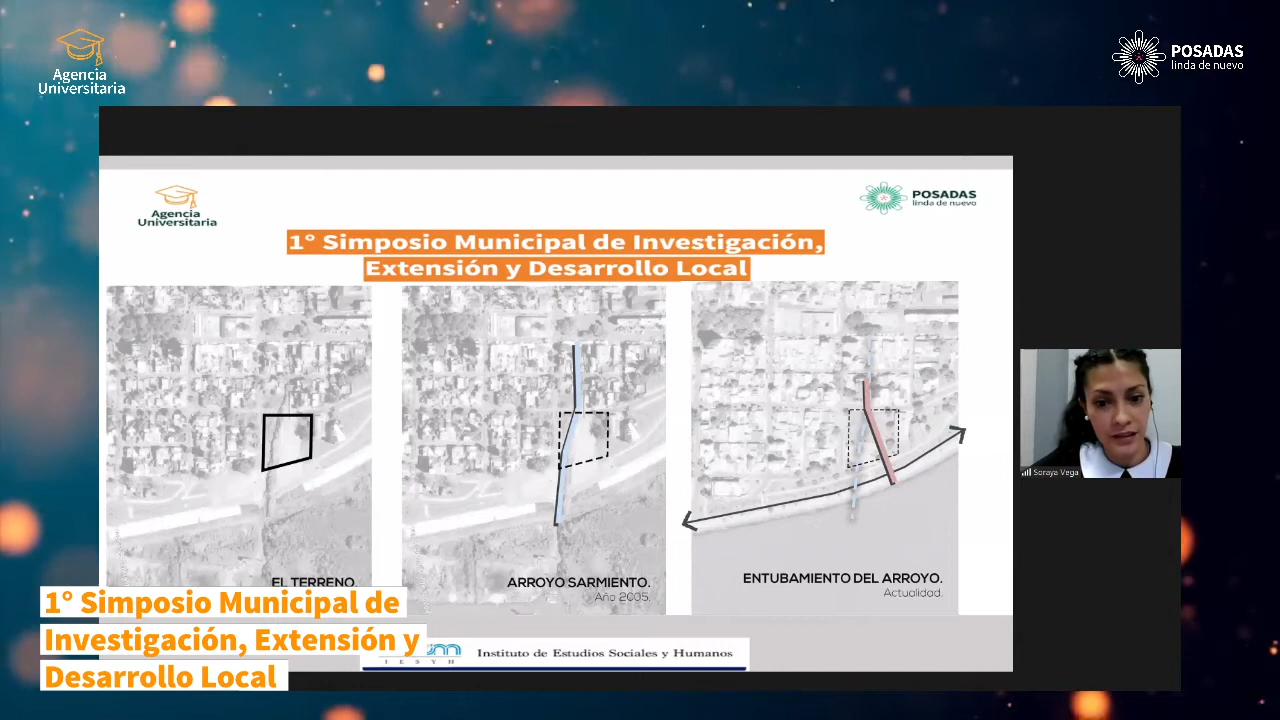 Agencia
Universitaria
POSADAS
linda de nuevo
Agencia
Universitaria
POSADAS
linda de nuevo
1° Simposio Municipal de Investigación,
Extensión y Desarrollo Local
EL TERRENO.
ARROYO SARMIENTO.
Año 2005.
ENTUBAMIENTO DEL ARROYO.
Actualidad.
Soraya Vega
1° Simposio Municipal de
Investigación, Extensión y
Desarrollo Local
I E S Y H
Instituto de Estudios Sociales y Humanos